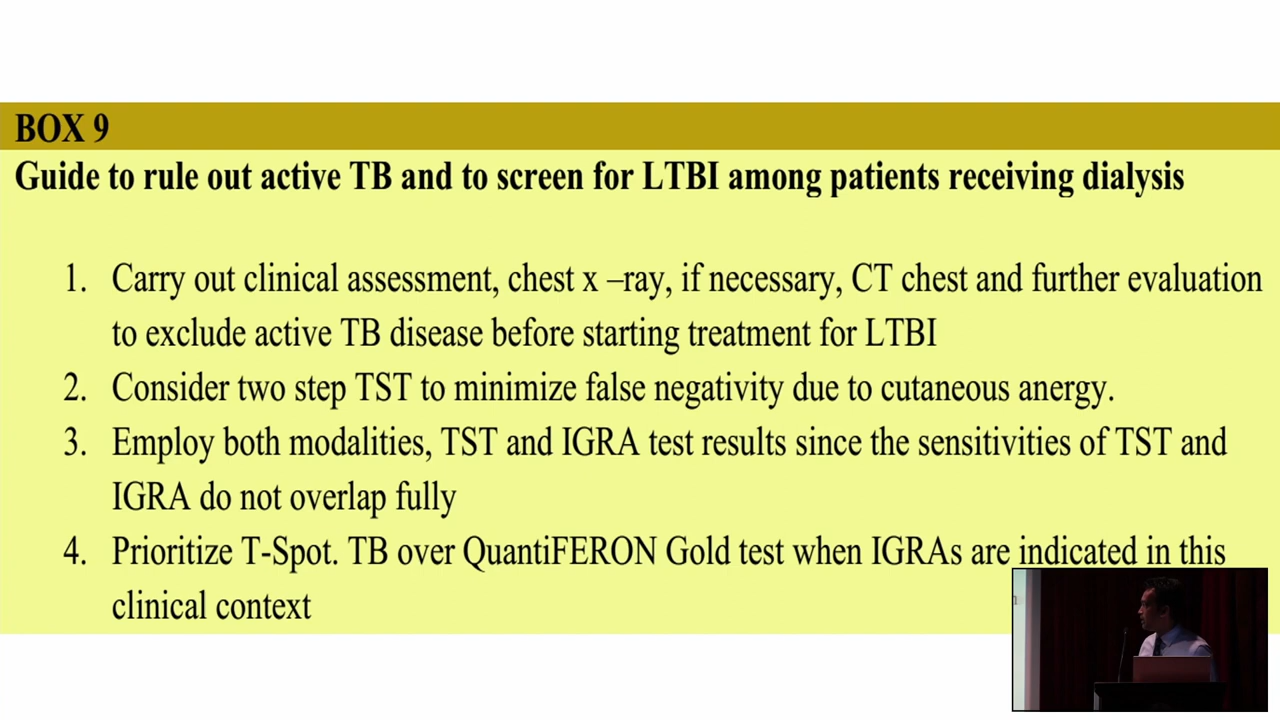 BOX 9
Guide to rule out active TB and to screen for LTBI among patients receiving dialysis
1. Carry out clinical assessment, chest x –ray, if necessary, CT chest and further evaluation
to exclude active TB disease before starting treatment for LTBI
2. Consider two step TST to minimize false negativity due to cutaneous anergy.
3. Employ both modalities, TST and IGRA test results since the sensitivities of TST and
IGRA do not overlap fully
4. Prioritize T-Spot. TB over QuantiFERON Gold test when IGRAs are indicated in this
clinical context